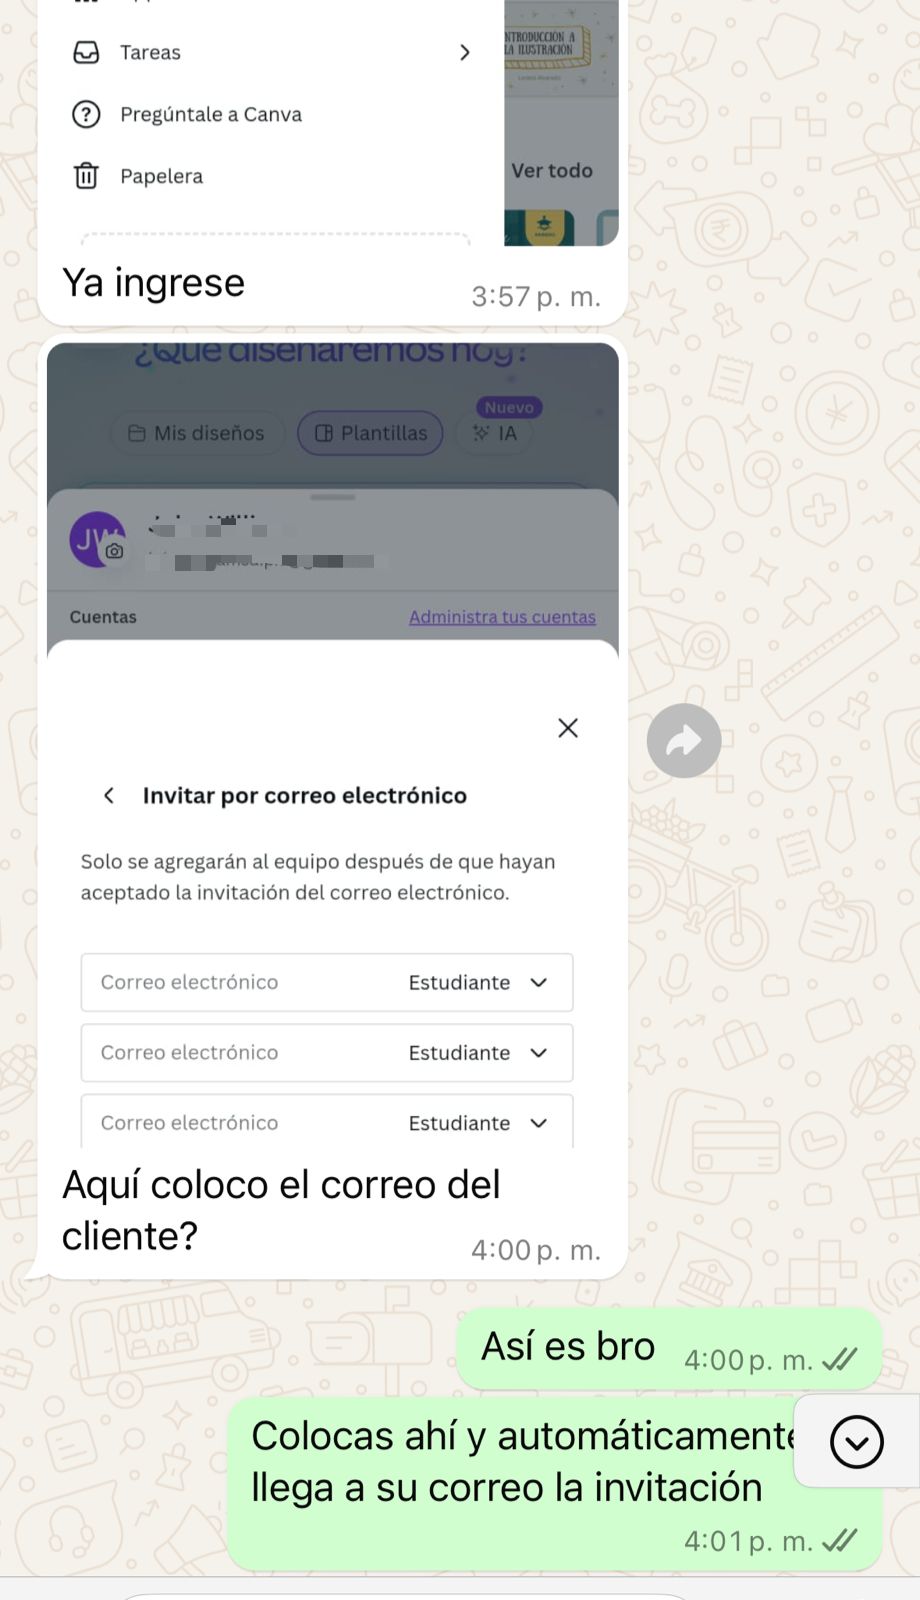 Tareas
Pregúntale a Canva
Papelera
NTRODUCCIÓN A
LA ILUSTRACIÓN
Ver todo
Ya ingrese
3:57 p. m.
¿Qué diseñaremos hoy?
Nuevo
Mis diseños
Plantillas
IA
JW
Cuentas
Administra tus cuentas
Invitar por correo electrónico
Solo se agregarán al equipo después de que hayan
aceptado la invitación del correo electrónico.
Correo electrónico Estudiante
Correo electrónico Estudiante
Correo electrónico Estudiante
Aquí coloco el correo del
cliente?
4:00 p. m.
Así es bro
4:00 p. m.
Colocas ahí y automáticamente
llega a su correo la invitación
4:01 p. m.